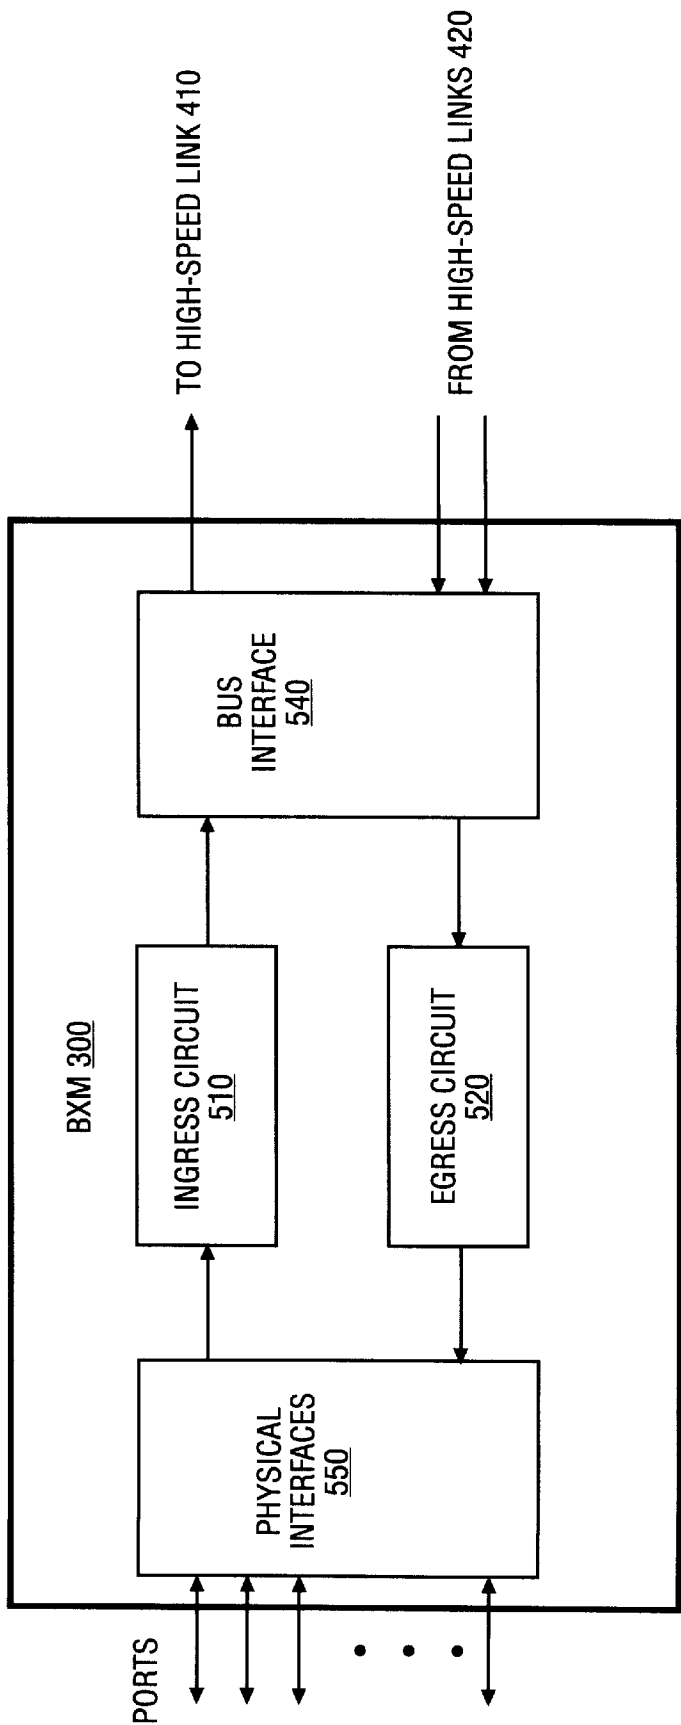 BXM 300
PORTS
PHYSICAL
INTERFACES
550
INGRESS CIRCUIT
510
EGRESS CIRCUIT
520
BUS
INTERFACE
540
TO HIGH-SPEED LINK 410
FROM HIGH-SPEED LINKS 420